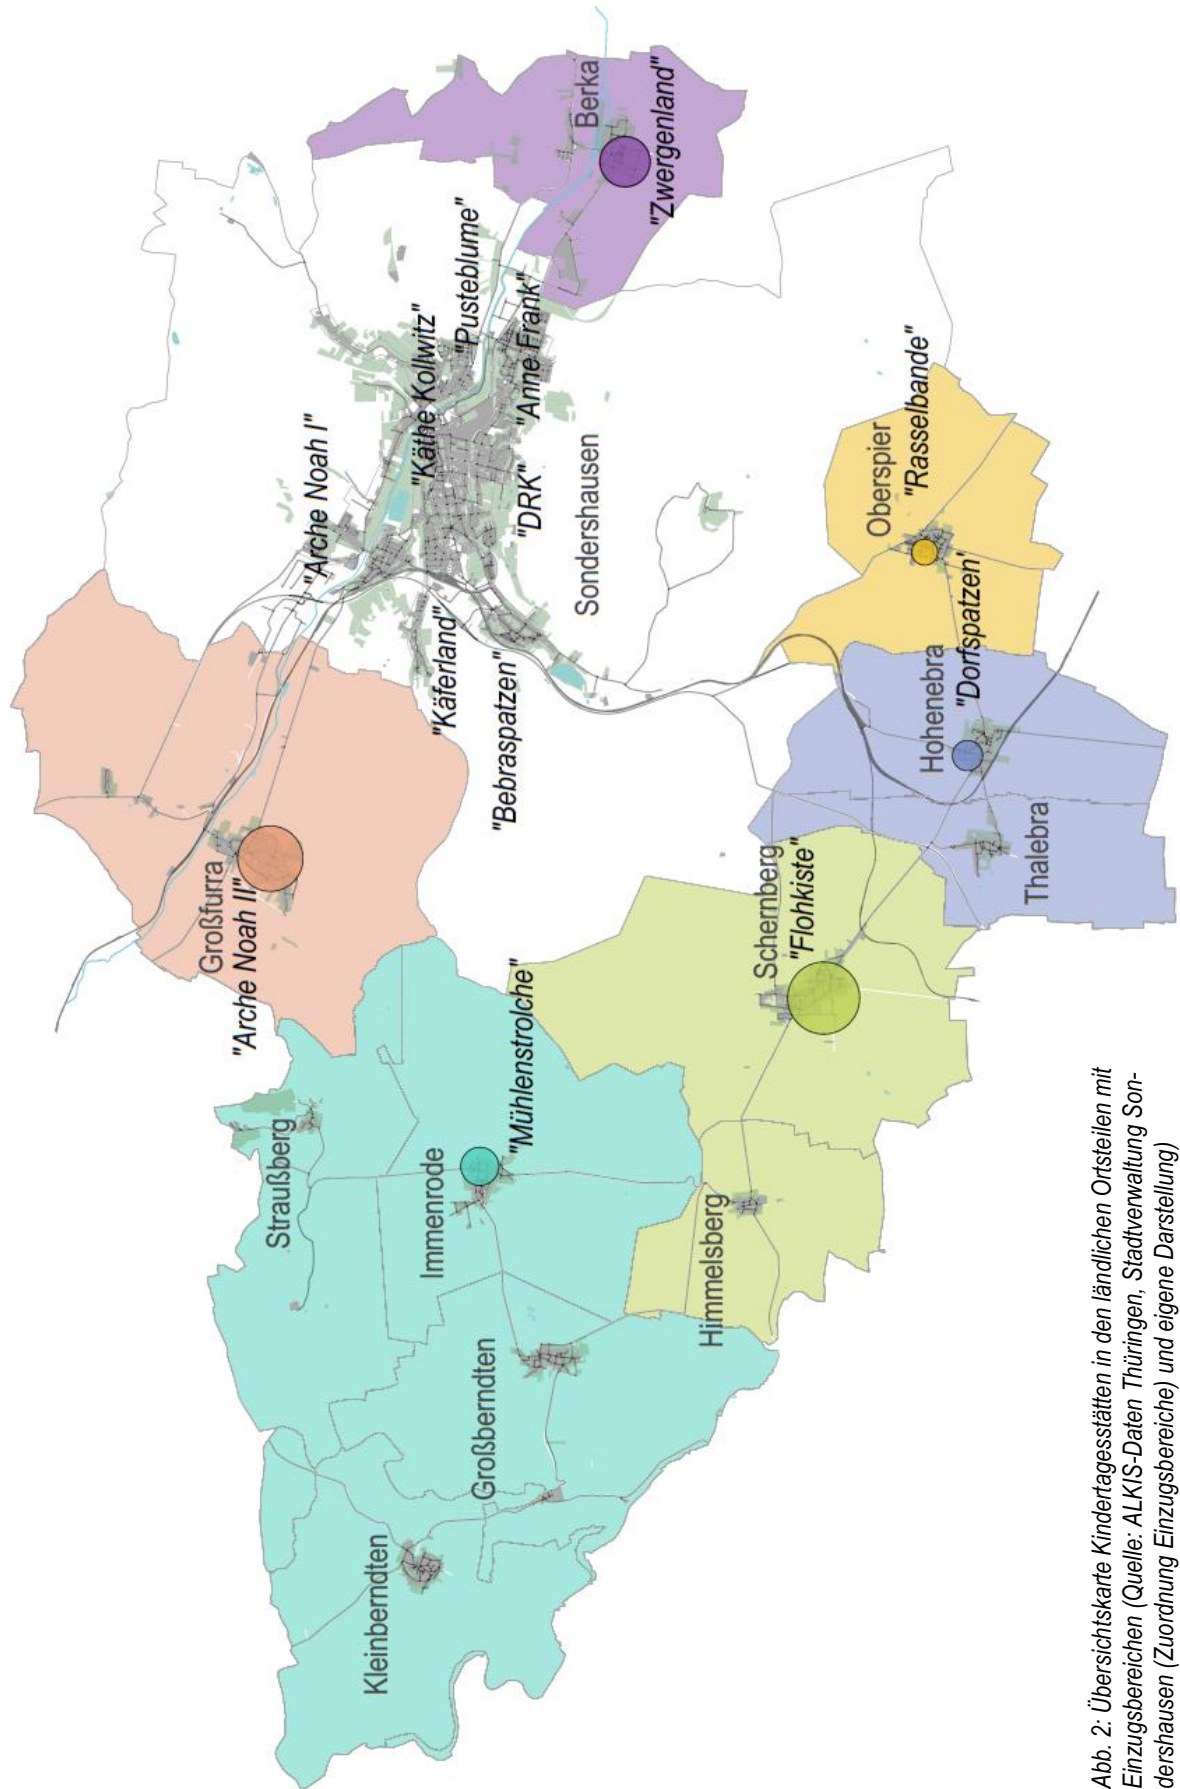 Kleinberndten
Großberndten
Straußberg
Immenrode
"Mühlenstrolche"
Himmelsberg
Großfurra
"Arche Noah II"
Schernberg
"Flohkiste"
Thalebra
Hohenebra
"Dorfspatzen'
Oberspier
"Rasselbande"
"Käferland"
"Bebraspatzen"
Sondershausen
"Arche Noah I"
"DRK"
"Käthe Kollwitz"
"Anne Frank"
"Pusteblume"
Berka
"Zwergenland"
Abb. 2: Übersichtskarte Kindertagesstätten in den ländlichen Ortsteilen mit
Einzugsbereichen (Quelle: ALKIS-Daten Thüringen, Stadtverwaltung Son-
dershausen (Zuordnung Einzugsbereiche) und eigene Darstellung)